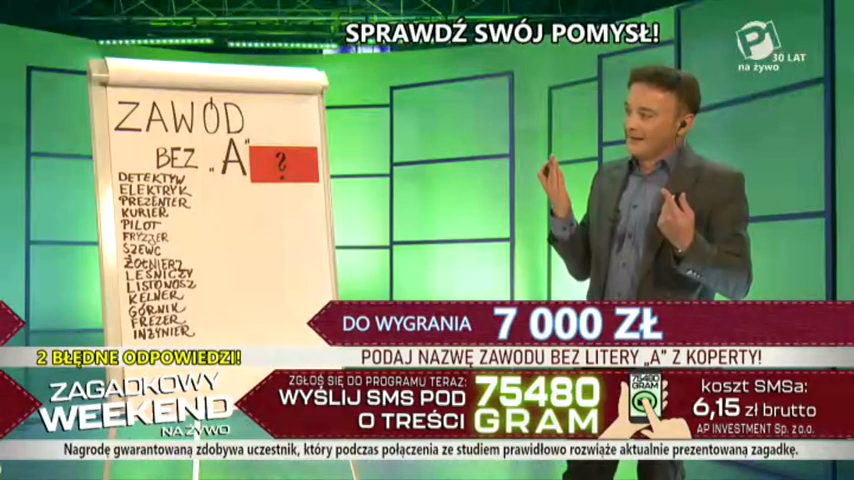 SPRAWDŹ SWÓJ POMYSŁ!
P1
30 LAT
na żywo
ZAWÓD
BEZ „A”
?
DETEKTYW
ELEKTRYK
PREZENTER
KURIER
PILOT
FRYZJER
SZEWC
ŻOŁNIERZ
LEŚNICZY
LISTONOSZ
KELNER
GÓRNIK
FREZER
INŻYNIER
DO WYGRANIA 7 000 ZŁ
2 BŁĘDNE ODPOWIEDZI!
PODAJ NAZWĘ ZAWODU BEZ LITERY „A” Z KOPERTY!
ZAGADKOWY
WEEKEND
NA ŻYWO
ZGŁOŚ SIĘ DO PROGRAMU TERAZ:
WYŚLIJ SMS POD 75480
O TREŚCI GRAM
75480
GRAM
koszt SMSa:
6,15 zł brutto
AP INVESTMENT Sp. z o.o.
Nagrodę gwarantowaną zdobywa uczestnik, który podczas połączenia ze studiem prawidłowo rozwiąże aktualnie prezentowaną zagadkę.